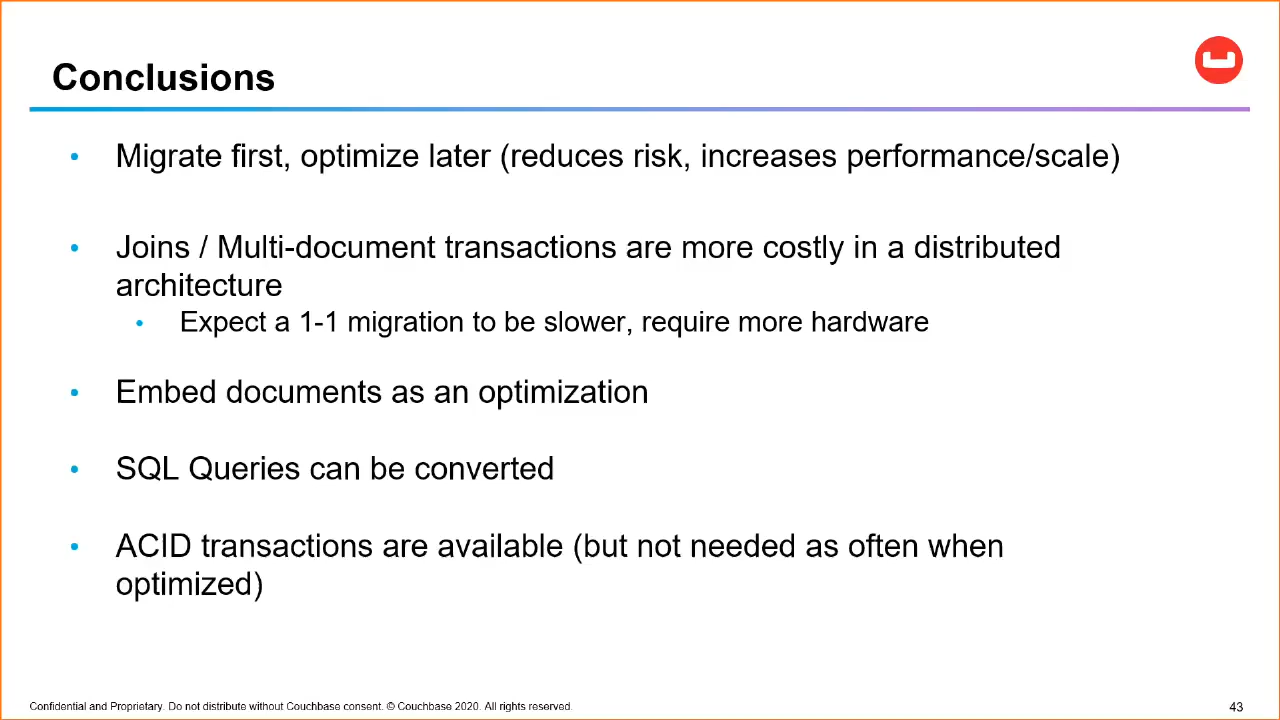 Conclusions
• Migrate first, optimize later (reduces risk, increases performance/scale)
• Joins / Multi-document transactions are more costly in a distributed
architecture
• Expect a 1-1 migration to be slower, require more hardware
• Embed documents as an optimization
• SQL Queries can be converted
• ACID transactions are available (but not needed as often when
optimized)
Confidential and Proprietary. Do not distribute without Couchbase consent. © Couchbase 2020. All rights reserved.
43